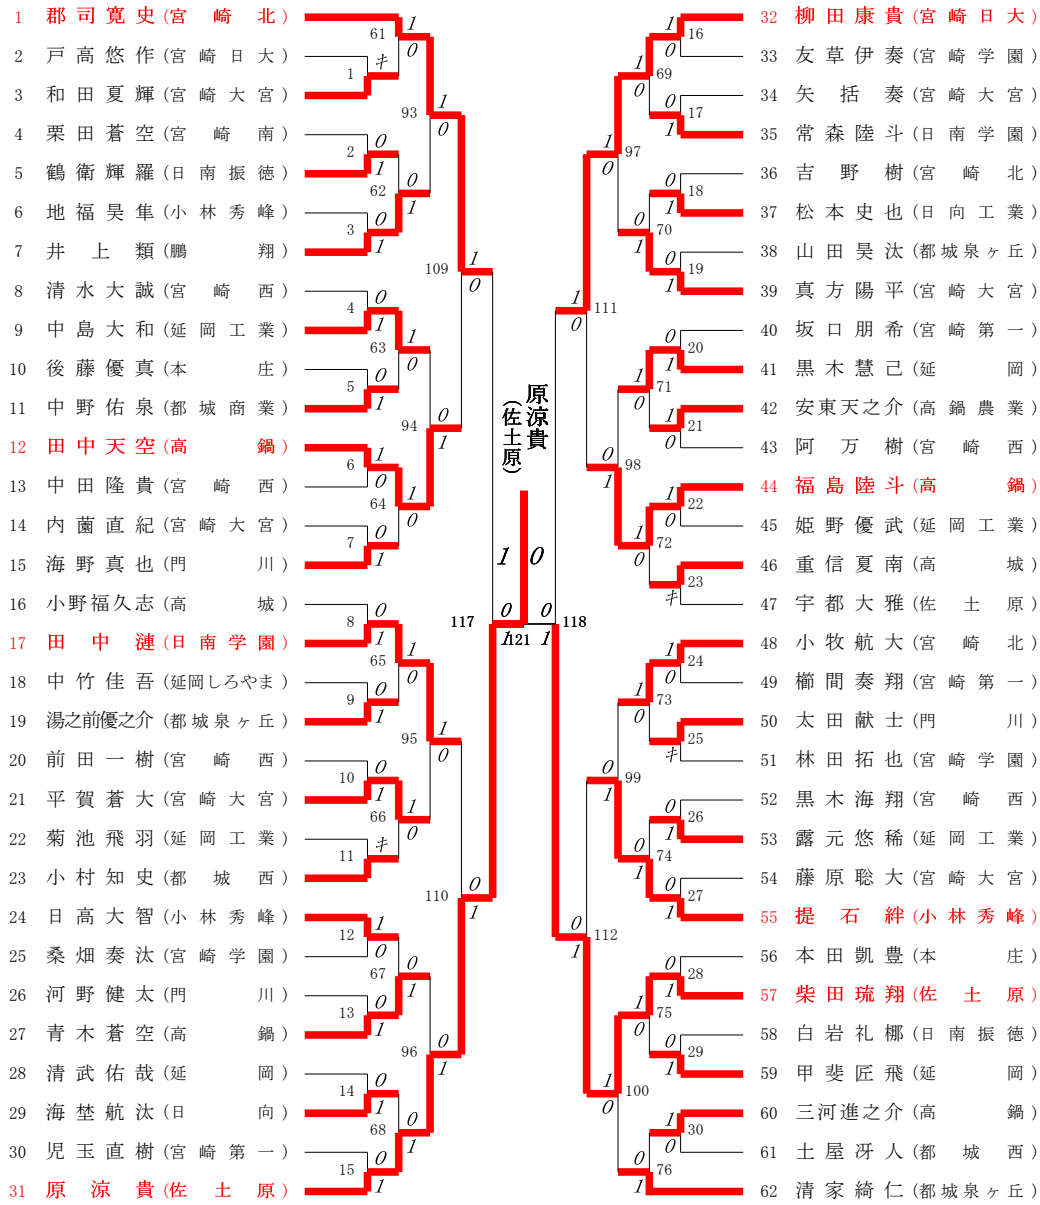 1 郡司寛史 (宮崎北)
2 戸高悠作 (宮崎日大)
3 和田夏輝 (宮崎大宮)
4 栗田蒼空 (宮崎南)
5 鶴衛輝羅 (日南振徳)
6 地福昊隼 (小林秀峰)
7 井上類 (鵬翔)
8 清水大誠 (宮崎西)
9 中島大和 (延岡工業)
10 後藤優真 (本庄)
11 中野佑泉 (都城商業)
12 田中天空 (高鍋)
13 中田隆貴 (宮崎西)
14 内薗直紀 (宮崎大宮)
15 海野真也 (門川)
16 小野福久志 (高城)
17 田中漣 (日南学園)
18 中竹佳吾 (延岡しろやま)
19 湯之前優之介 (都城泉ヶ丘)
20 前田一樹 (宮崎西)
21 平賀蒼大 (宮崎大宮)
22 菊池飛羽 (延岡工業)
23 小村知史 (都城西)
24 日高大智 (小林秀峰)
25 桑畑奏汰 (宮崎学園)
26 河野健太 (門川)
27 青木蒼空 (高鍋)
28 清武佑哉 (延岡)
29 海埜航汰 (日向)
30 児玉直樹 (宮崎第一)
31 原涼貴 (佐土原)
原涼貴
(佐土原)
1 0
117 0 0 118
1 121 1
32 柳田康貴 (宮崎日大)
33 友草伊奏 (宮崎学園)
34 矢括奏 (宮崎大宮)
35 常森陸斗 (日南学園)
36 吉野樹 (宮崎北)
37 松本史也 (日向工業)
38 山田昊汰 (都城泉ヶ丘)
39 真方陽平 (宮崎大宮)
40 坂口朋希 (宮崎第一)
41 黒木慧己 (延岡)
42 安東天之介 (高鍋農業)
43 阿万樹 (宮崎西)
44 福島陸斗 (高鍋)
45 姫野優武 (延岡工業)
46 重信夏南 (高城)
47 宇都大雅 (佐土原)
48 小牧航大 (宮崎北)
49 櫛間奏翔 (宮崎第一)
50 太田献士 (門川)
51 林田拓也 (宮崎学園)
52 黒木海翔 (宮崎西)
53 露元悠稀 (延岡工業)
54 藤原聡大 (宮崎大宮)
55 提石絆 (小林秀峰)
56 本田凱豊 (本庄)
57 柴田琉翔 (佐土原)
58 白岩礼梛 (日南振徳)
59 甲斐匠飛 (延岡)
60 三河進之介 (高鍋)
61 土屋冴人 (都城西)
62 清家綺仁 (都城泉ヶ丘)